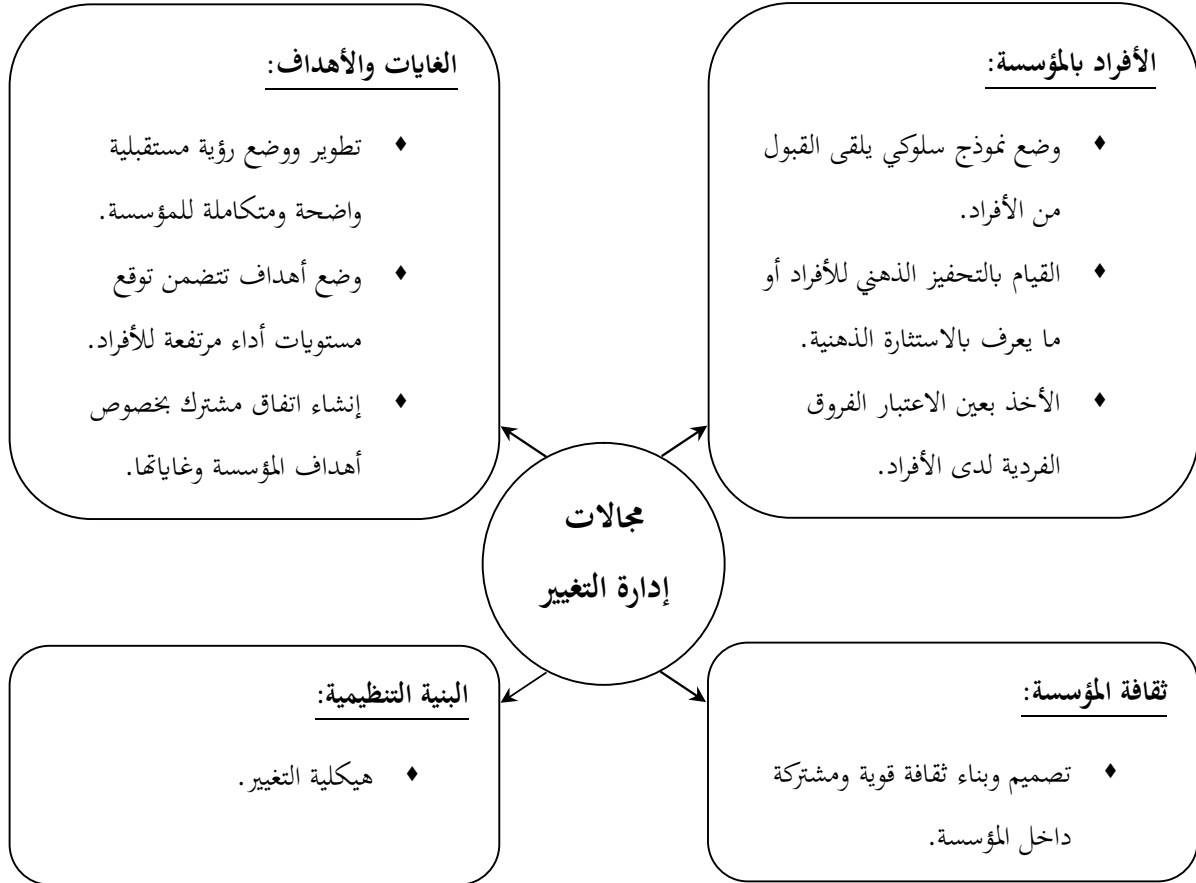 الأفراد بالمؤسسة:
♦ وضع نموذج سلوكي يلقى القبول
من الأفراد.
♦ القيام بالتحفيز الذهني للأفراد أو
ما يعرف بالاستثارة الذهنية.
♦ الأخذ بعين الاعتبار الفروق
الفردية لدى الأفراد.
الغايات والأهداف:
♦ تطوير ووضع رؤية مستقبلية
واضحة ومتكاملة للمؤسسة.
♦ وضع أهداف تتضمن توقع
مستويات أداء مرتفعة للأفراد.
♦ إنشاء اتفاق مشترك بخصوص
أهداف المؤسسة وغاياتها.
مجالات
إدارة التغيير
ثقافة المؤسسة:
♦ تصميم وبناء ثقافة قوية ومشتركة
داخل المؤسسة.
البنية التنظيمية:
♦ هيكلية التغيير.